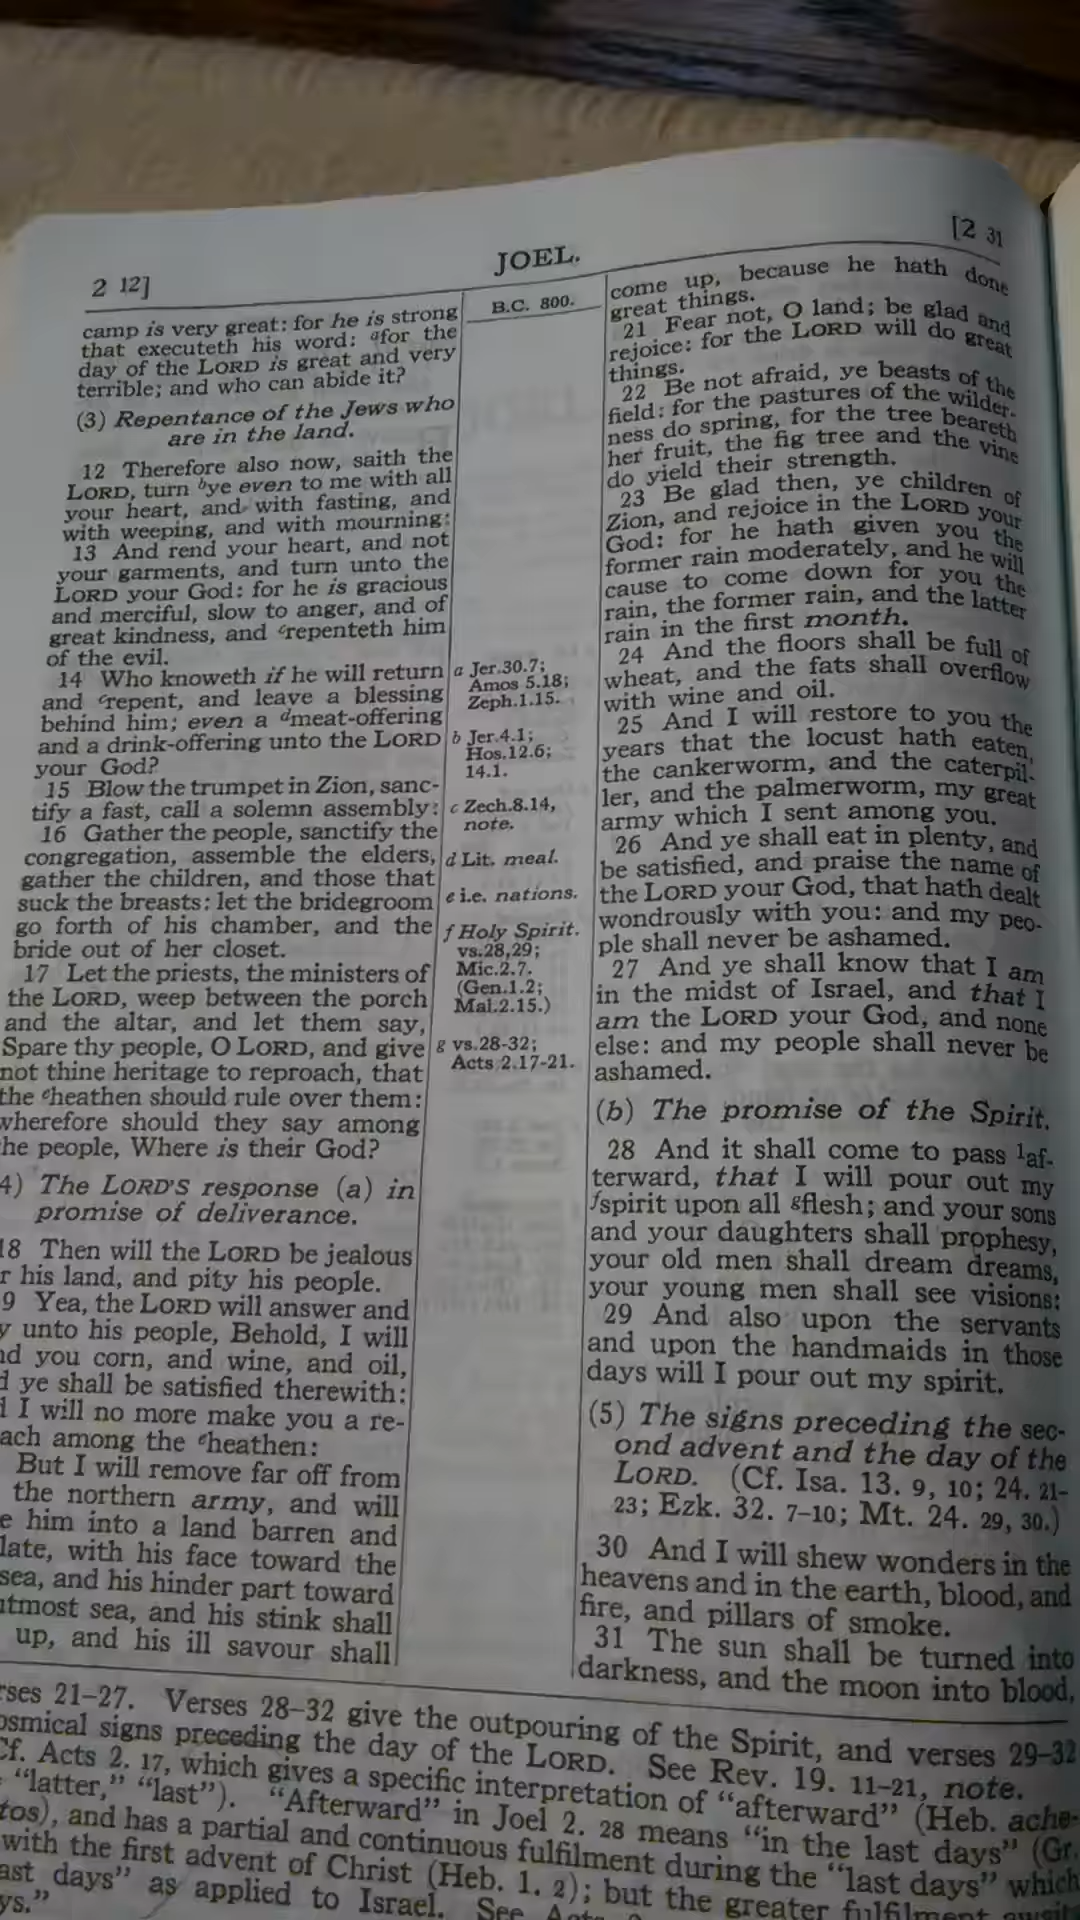 2 12]
JOEL.
[2 31
camp is very great: for he is strong
that executeth his word: ᵃfor the
day of the LORD is great and very
terrible; and who can abide it?
(3) Repentance of the Jews who
are in the land.
12 Therefore also now, saith the
LORD, turn ᵇye even to me with all
your heart, and with fasting, and
with weeping, and with mourning:
13 And rend your heart, and not
your garments, and turn unto the
LORD your God: for he is gracious
and merciful, slow to anger, and of
great kindness, and ᶜrepenteth him
of the evil.
14 Who knoweth if he will return
and ᶜrepent, and leave a blessing
behind him; even a ᵈmeat-offering
and a drink-offering unto the LORD
your God?
15 Blow the trumpet in Zion, sanc-
tify a fast, call a solemn assembly:
16 Gather the people, sanctify the
congregation, assemble the elders,
gather the children, and those that
suck the breasts: let the bridegroom
go forth of his chamber, and the
bride out of her closet.
17 Let the priests, the ministers of
the LORD, weep between the porch
and the altar, and let them say,
Spare thy people, O LORD, and give
not thine heritage to reproach, that
the ᵉheathen should rule over them:
wherefore should they say among
he people, Where is their God?
4) The LORD'S response (a) in
promise of deliverance.
18 Then will the LORD be jealous
r his land, and pity his people.
9 Yea, the LORD will answer and
y unto his people, Behold, I will
nd you corn, and wine, and oil,
d ye shall be satisfied therewith:
d I will no more make you a re-
ach among the ᵉheathen:
But I will remove far off from
the northern army, and will
e him into a land barren and
late, with his face toward the
sea, and his hinder part toward
utmost sea, and his stink shall
up, and his ill savour shall
B.C. 800.
a Jer.30.7;
Amos 5.18;
Zeph.1.15.
b Jer.4.1;
Hos.12.6;
14.1.
c Zech.8.14,
note.
d Lit. meal.
e i.e. nations.
f Holy Spirit.
vs.28,29;
Mic.2.7.
(Gen.1.2;
Mal.2.15.)
g vs.28-32;
Acts 2.17-21.
come up, because he hath done
great things.
21 Fear not, O land; be glad and
rejoice: for the LORD will do great
things.
22 Be not afraid, ye beasts of the
field: for the pastures of the wilder-
ness do spring, for the tree beareth
her fruit, the fig tree and the vine
do yield their strength.
23 Be glad then, ye children of
Zion, and rejoice in the LORD your
God: for he hath given you the
former rain moderately, and he will
cause to come down for you the
rain, the former rain, and the latter
rain in the first month.
24 And the floors shall be full of
wheat, and the fats shall overflow
with wine and oil.
25 And I will restore to you the
years that the locust hath eaten,
the cankerworm, and the caterpil-
ler, and the palmerworm, my great
army which I sent among you.
26 And ye shall eat in plenty, and
be satisfied, and praise the name of
the LORD your God, that hath dealt
wondrously with you: and my peo-
ple shall never be ashamed.
27 And ye shall know that I am
in the midst of Israel, and that I
am the LORD your God, and none
else: and my people shall never be
ashamed.
(b) The promise of the Spirit.
28 And it shall come to pass ¹af-
terward, that I will pour out my
ᶠspirit upon all ᵍflesh; and your sons
and your daughters shall prophesy,
your old men shall dream dreams,
your young men shall see visions:
29 And also upon the servants
and upon the handmaids in those
days will I pour out my spirit.
(5) The signs preceding the sec-
ond advent and the day of the
LORD. (Cf. Isa. 13. 9, 10; 24. 21-
23; Ezk. 32. 7-10; Mt. 24. 29, 30.)
30 And I will shew wonders in the
heavens and in the earth, blood, and
fire, and pillars of smoke.
31 The sun shall be turned into
darkness, and the moon into blood,
rses 21-27. Verses 28-32 give the outpouring of the Spirit, and verses 29-32
osmical signs preceding the day of the LORD. See Rev. 19. 11-21, note.
Cf. Acts 2. 17, which gives a specific interpretation of "afterward" (Heb. ache-
"latter," "last"). "Afterward" in Joel 2. 28 means "in the last days" (Gr.
tos), and has a partial and continuous fulfilment during the "last days" which
with the first advent of Christ (Heb. 1. 2); but the greater fulfilment awaits
ast days" as applied to Israel. See
ys."